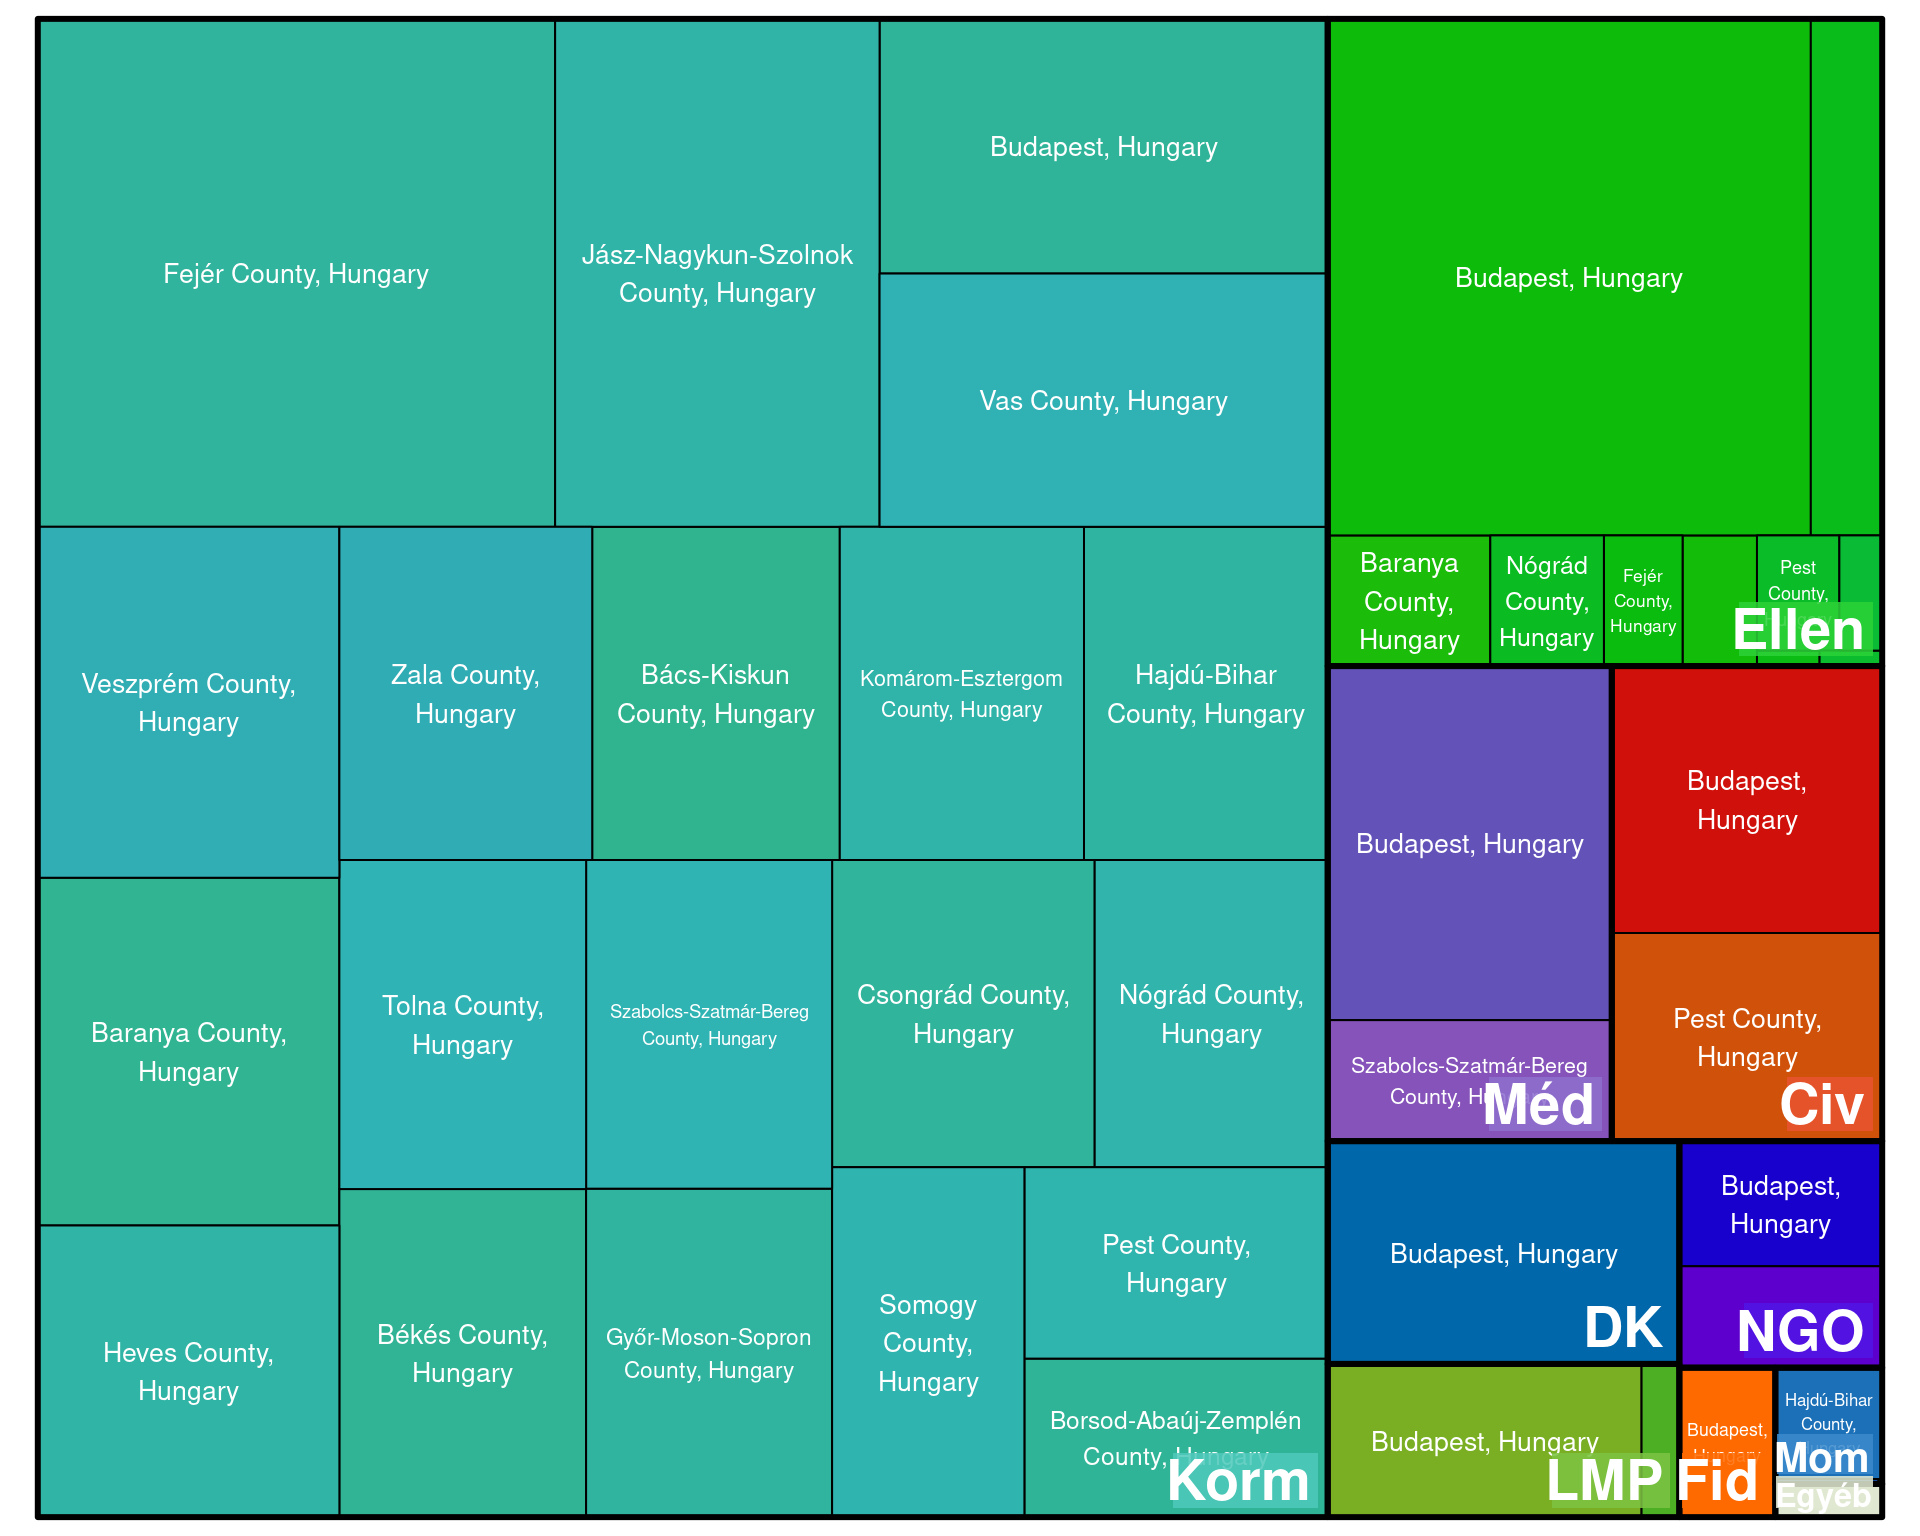 Fejér County, Hungary
Jász-Nagykun-Szolnok
County, Hungary
Budapest, Hungary
Vas County, Hungary
Veszprém County,
Hungary
Zala County,
Hungary
Bács-Kiskun
County, Hungary
Komárom-Esztergom
County, Hungary
Hajdú-Bihar
County, Hungary
Baranya County,
Hungary
Tolna County,
Hungary
Szabolcs-Szatmár-Bereg
County, Hungary
Csongrád County,
Hungary
Nógrád County,
Hungary
Heves County,
Hungary
Békés County,
Hungary
Győr-Moson-Sopron
County, Hungary
Somogy
County,
Hungary
Pest County,
Hungary
Borsod-Abaúj-Zemplén
County, Hungary
Korm
Budapest, Hungary
Baranya
County,
Hungary
Nógrád
County,
Hungary
Fejér
County,
Hungary
Pest
County,
Ellen
Budapest, Hungary
Szabolcs-Szatmár-Bereg
County,
Méd
Budapest,
Hungary
Pest County,
Hungary
Civ
Budapest, Hungary
DK
Budapest,
Hungary
NGO
Budapest, Hungary
LMP
Budapest,
Hungary
Fid
Hajdú-Bihar
County,
Mom
Egyéb